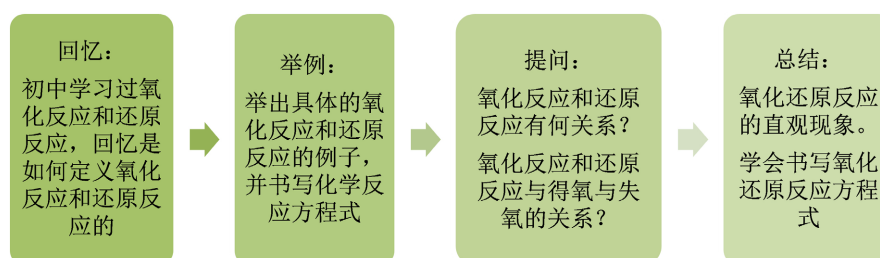 回忆：
初中学习过氧
化反应和还原
反应，回忆是
如何定义氧化
反应和还原反
应的
举例：
举出具体的氧
化反应和还原
反应的例子，
并书写化学反
应方程式
提问：
氧化反应和还原
反应有何关系？
氧化反应和还原
反应与得氧与失
氧的关系？
总结：
氧化还原反应
的直观现象。
学会书写氧化
还原反应方程
式